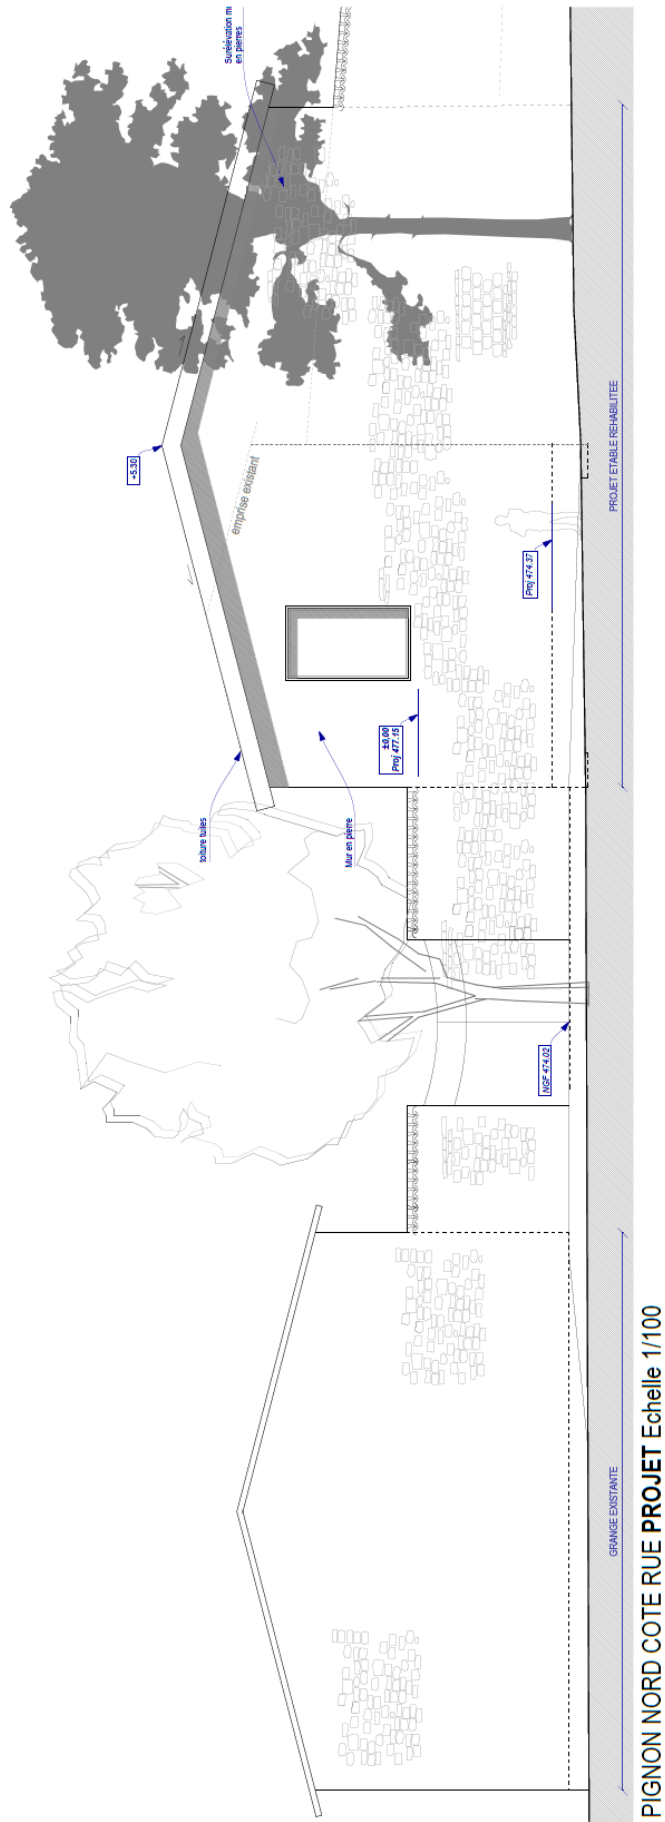 Surélévation m
en pierres
+5.30
emprise existant
toiture tuiles
Mur en pierre
±0,00
Proj 477.15
Proj 474.37
NGF 474.02
PROJET ETABLE REHABILITEE
GRANGE EXISTANTE
PIGNON NORD COTE RUE PROJET Echelle 1/100